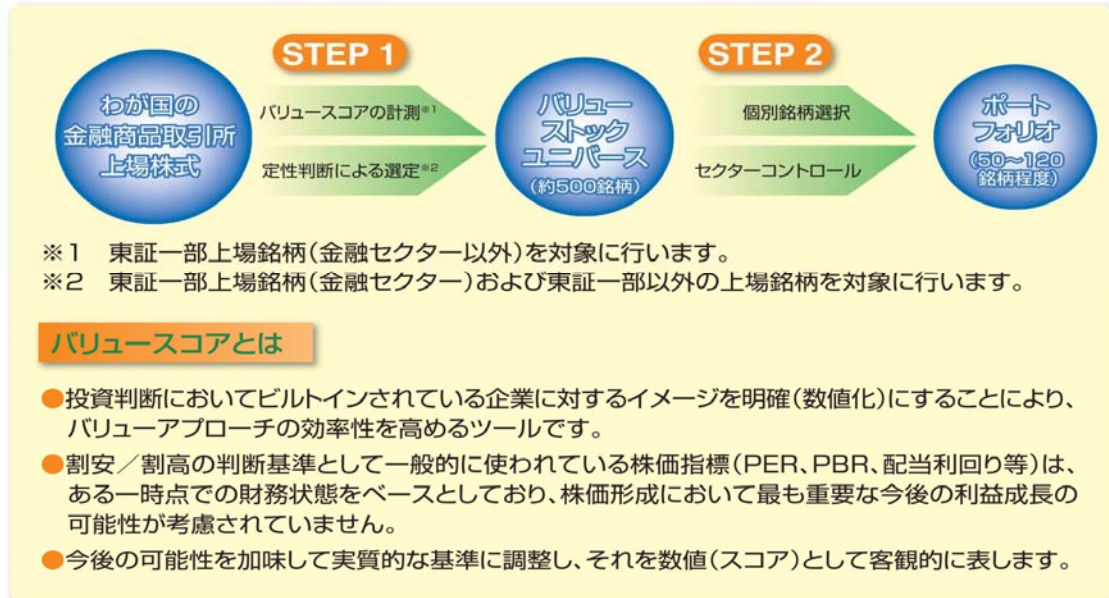 STEP 1
STEP 2
わが国の
金融商品取引所
上場株式
バリュースコアの計測※1
定性判断による選定※2
バリュー
ストック
ユニバース
(約500銘柄)
個別銘柄選択
セクターコントロール
ポート
フォリオ
(50～120
銘柄程度)
※1 東証一部上場銘柄(金融セクター以外)を対象に行います。
※2 東証一部上場銘柄(金融セクター)および東証一部以外の上場銘柄を対象に行います。
バリュースコアとは
●投資判断においてビルトインされている企業に対するイメージを明確(数値化)にすることにより、
バリューアプローチの効率性を高めるツールです。
●割安／割高の判断基準として一般的に使われている株価指標(PER、PBR、配当利回り等)は、
ある一時点での財務状態をベースとしており、株価形成において最も重要な今後の利益成長の
可能性が考慮されていません。
●今後の可能性を加味して実質的な基準に調整し、それを数値(スコア)として客観的に表します。